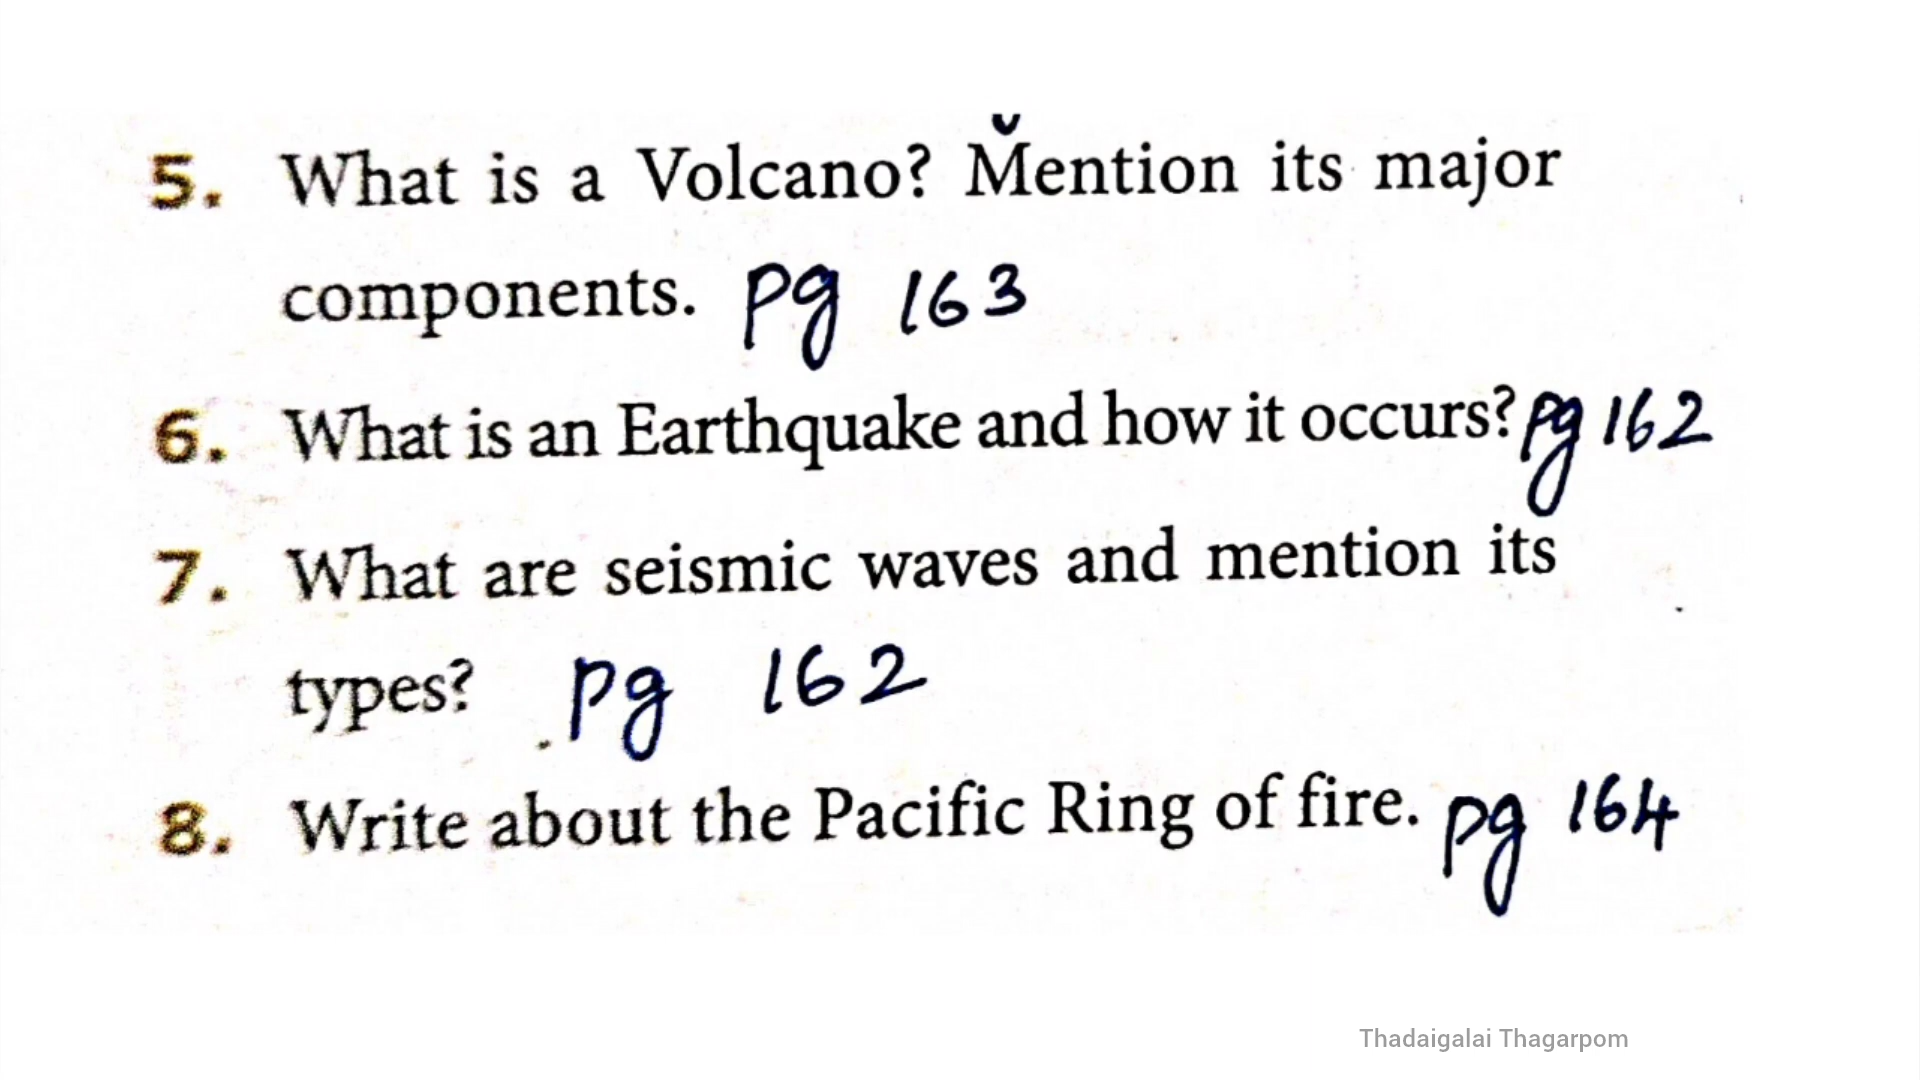 5. What is a Volcano? Mention its major
components. pg 163
6. What is an Earthquake and how it occurs? pg 162
7. What are seismic waves and mention its
types? pg 162
8. Write about the Pacific Ring of fire. pg 164
Thadaigalai Thagarpom